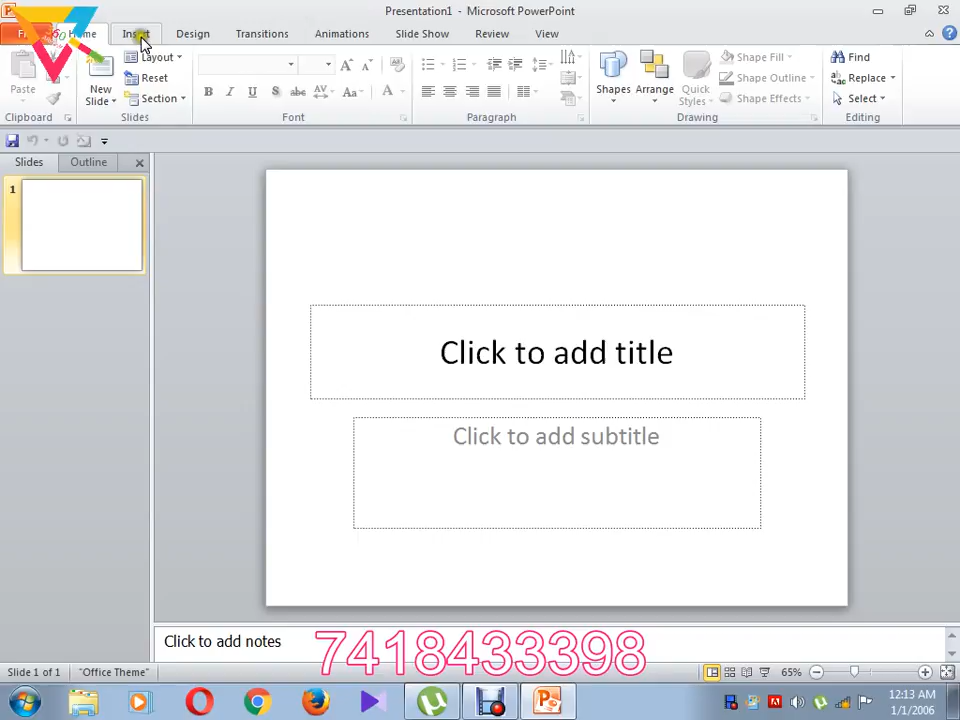 Presentation1 - Microsoft PowerPoint
Home Insert Design Transitions Animations Slide Show Review View
Paste
New Slide
Layout
Reset
Section
Shapes Arrange Quick Styles
Shape Fill
Shape Outline
Shape Effects
Find
Replace
Select
Clipboard Slides Font Paragraph Drawing Editing
Slides Outline
1
Click to add title
Click to add subtitle
Click to add notes
7418433398
Slide 1 of 1 "Office Theme" 65%
12:13 AM
1/1/2006